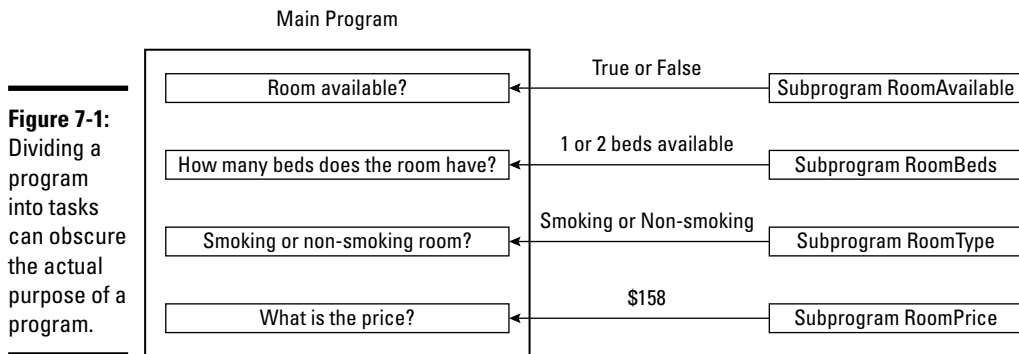 Main Program
Figure 7-1:
Dividing a
program
into tasks
can obscure
the actual
purpose of a
program.
Room available?
True or False
Subprogram RoomAvailable
How many beds does the room have?
1 or 2 beds available
Subprogram RoomBeds
Smoking or non-smoking room?
Smoking or Non-smoking
Subprogram RoomType
What is the price?
$158
Subprogram RoomPrice